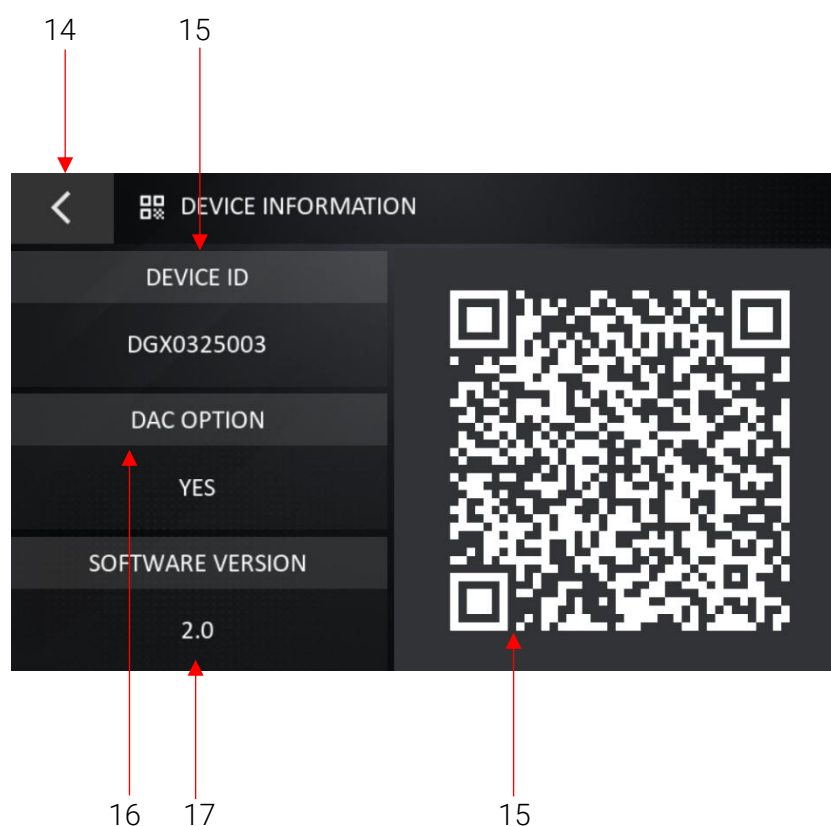 14 15
DEVICE INFORMATION
DEVICE ID
DGX0325003
DAC OPTION
YES
SOFTWARE VERSION
2.0
16 17 15